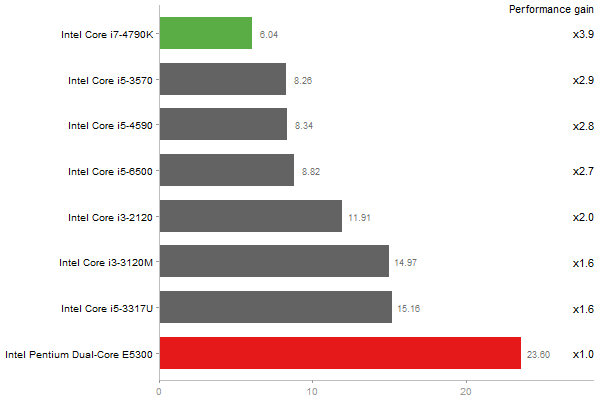 Performance gain
Intel Core i7-4790K 6.04 x3.9
Intel Core i5-3570 8.26 x2.9
Intel Core i5-4590 8.34 x2.8
Intel Core i5-6500 8.82 x2.7
Intel Core i3-2120 11.91 x2.0
Intel Core i3-3120M 14.97 x1.6
Intel Core i5-3317U 15.16 x1.6
Intel Pentium Dual-Core E5300 23.60 x1.0
0 10 20